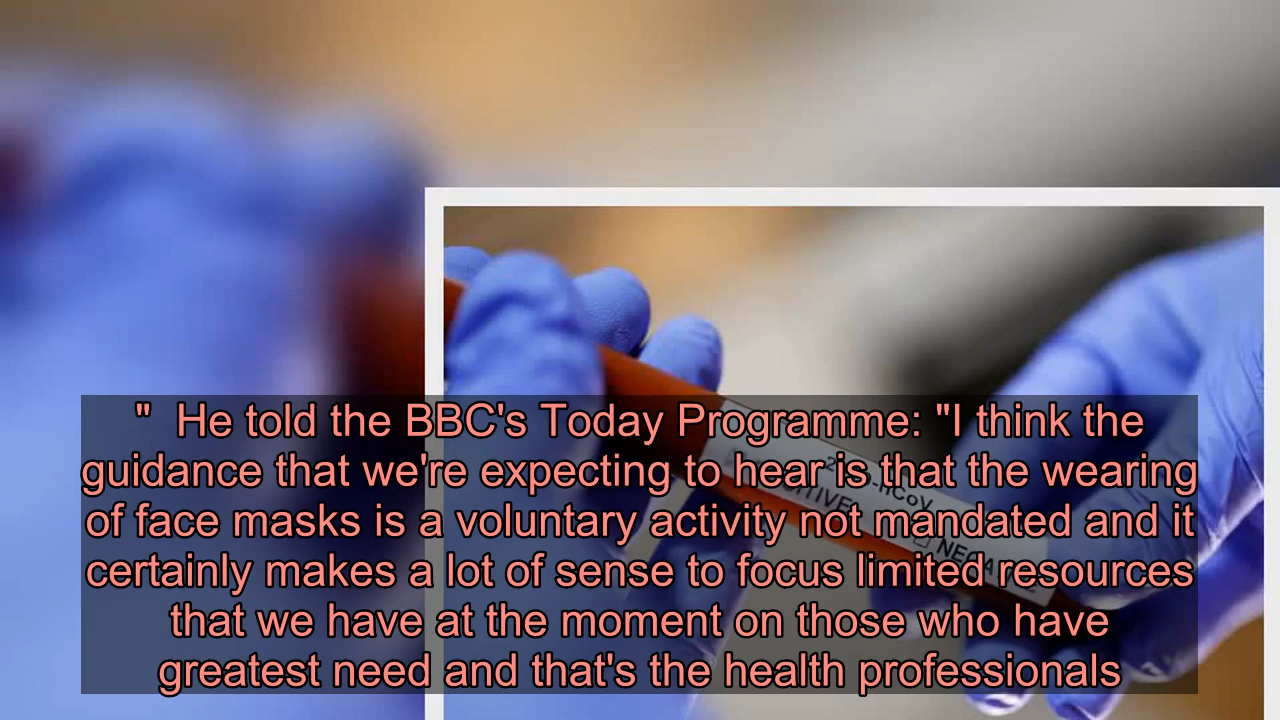 "  He told the BBC's Today Programme: "I think the
guidance that we're expecting to hear is that the wearing
of face masks is a voluntary activity not mandated and it
certainly makes a lot of sense to focus limited resources
that we have at the moment on those who have
greatest need and that's the health professionals